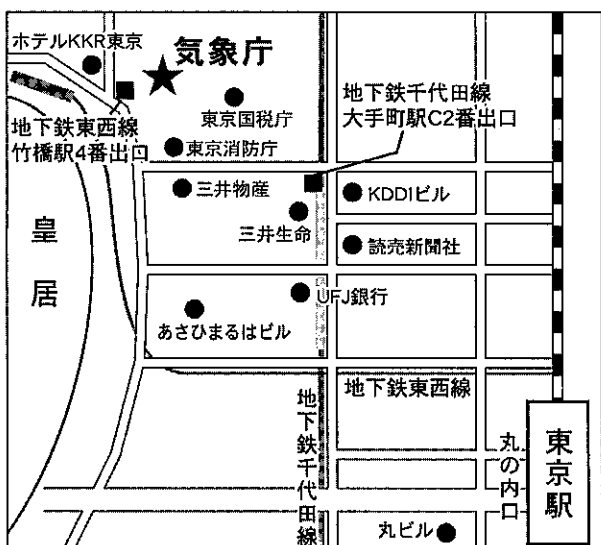 ホテルKKR東京
気象庁
地下鉄千代田線
大手町駅C2番出口
東京国税庁
地下鉄東西線
竹橋駅4番出口
東京消防庁
三井物産
KDDIビル
三井生命
読売新聞社
皇居
UFJ銀行
あさひまるはビル
地下鉄東西線
地下鉄千代田線
丸の内口
東京駅
丸ビル